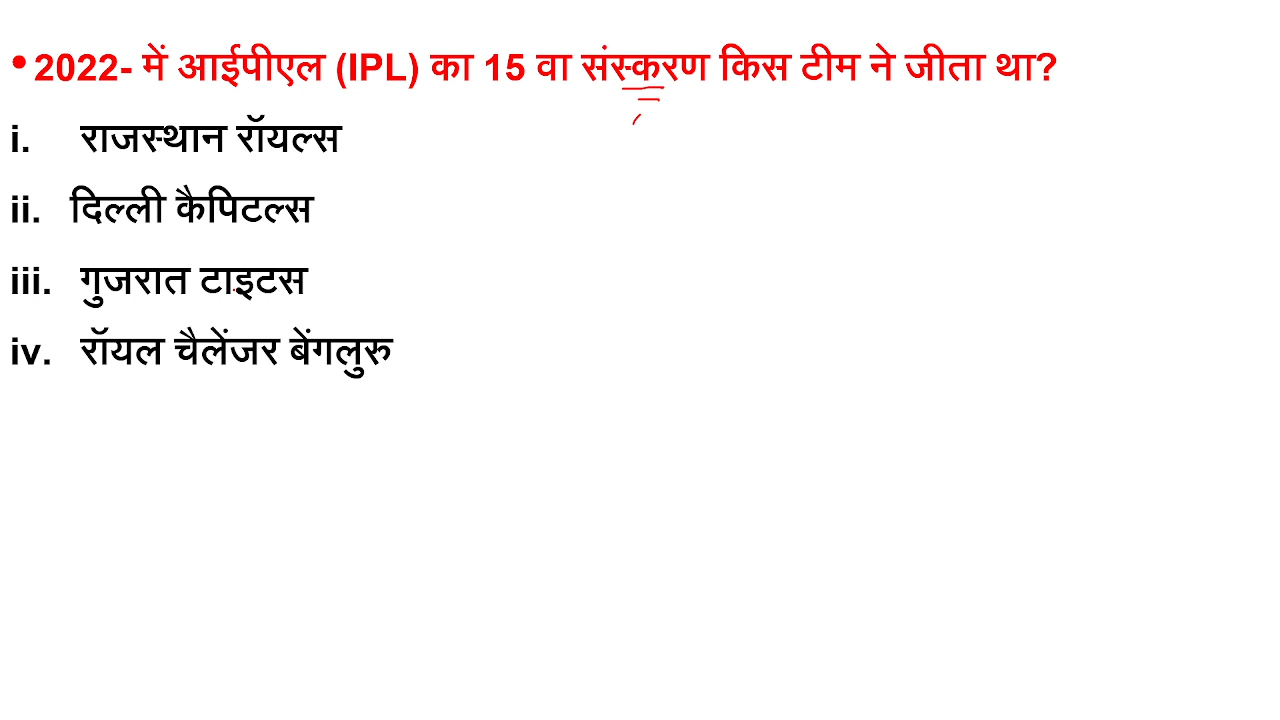 •2022- में आईपीएल (IPL) का 15 वा संस्करण किस टीम ने जीता था?
i. राजस्थान रॉयल्स
ii. दिल्ली कैपिटल्स
iii. गुजरात टाइटस
iv. रॉयल चैलेंजर बेंगलुरु